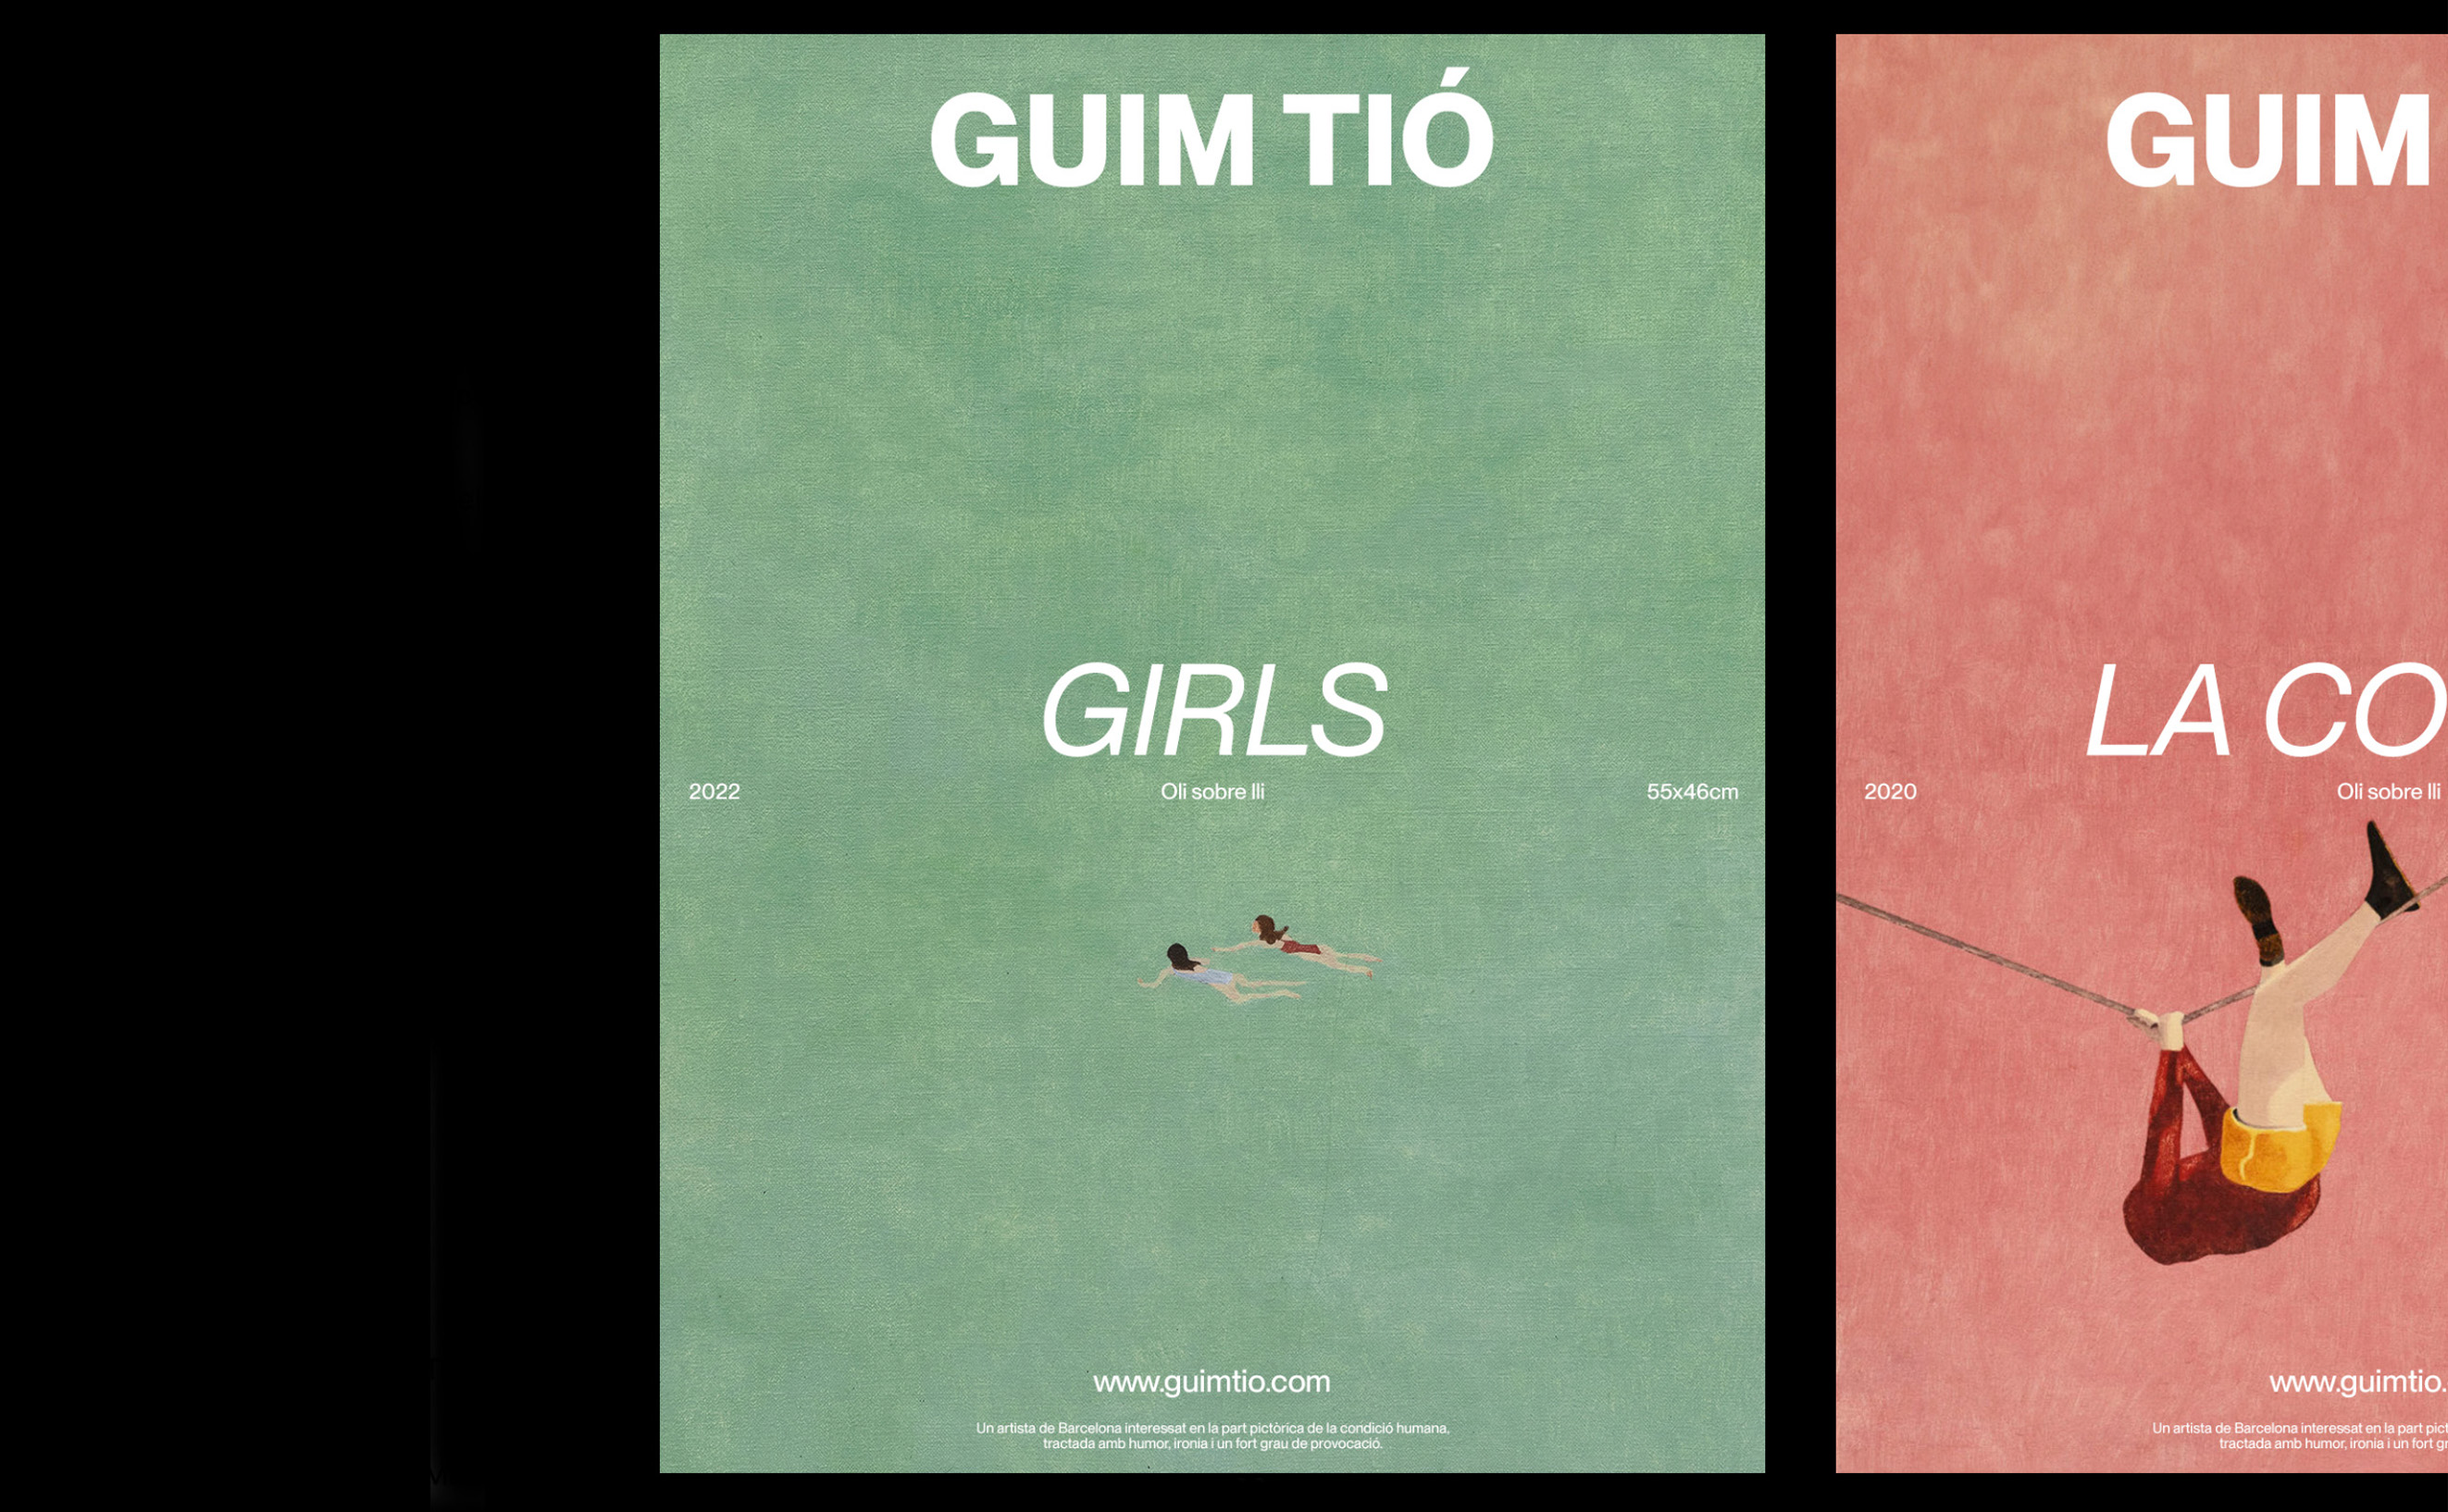 GUIM TIÓ
GIRLS
2022 Oli sobre lli 55x46cm
www.guimtio.com
Un artista de Barcelona interessat en la part pictòrica de la condició humana,
tractada amb humor, ironia i un fort grau de provocació.
GUIM
LA CO
2020 Oli sobre lli
www.guimtio.
Un artista de Barcelona interessat en la part pict
tractada amb humor, ironia i un fort g